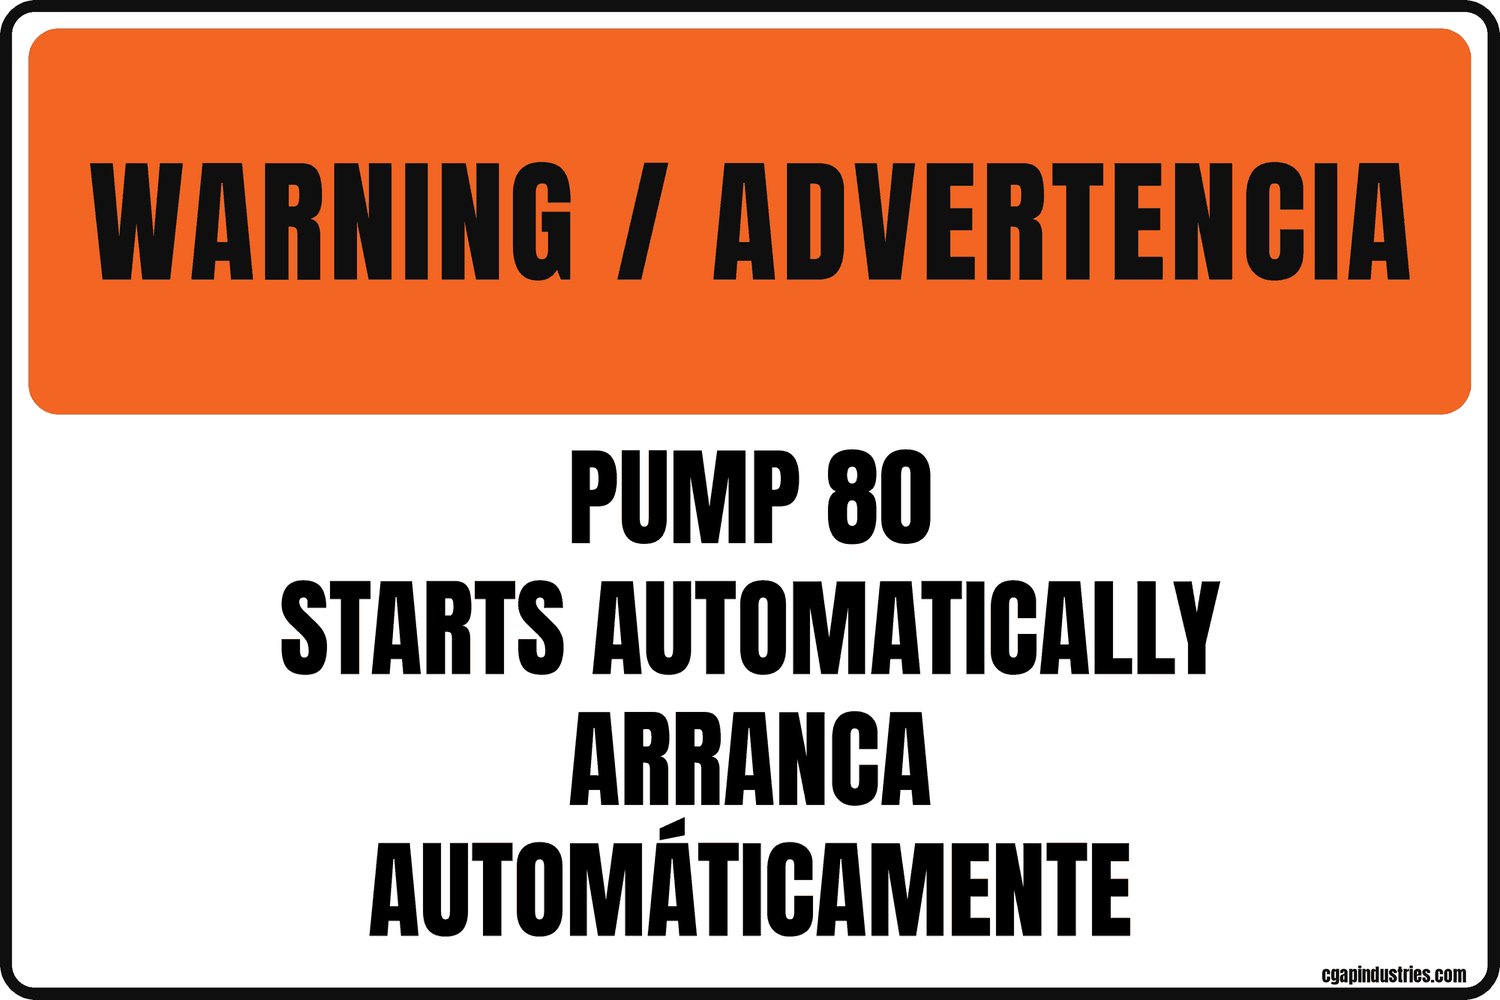 WARNING / ADVERTENCIA
PUMP 80
STARTS AUTOMATICALLY
ARRANCA
AUTOMÁTICAMENTE
cgapindustries.com